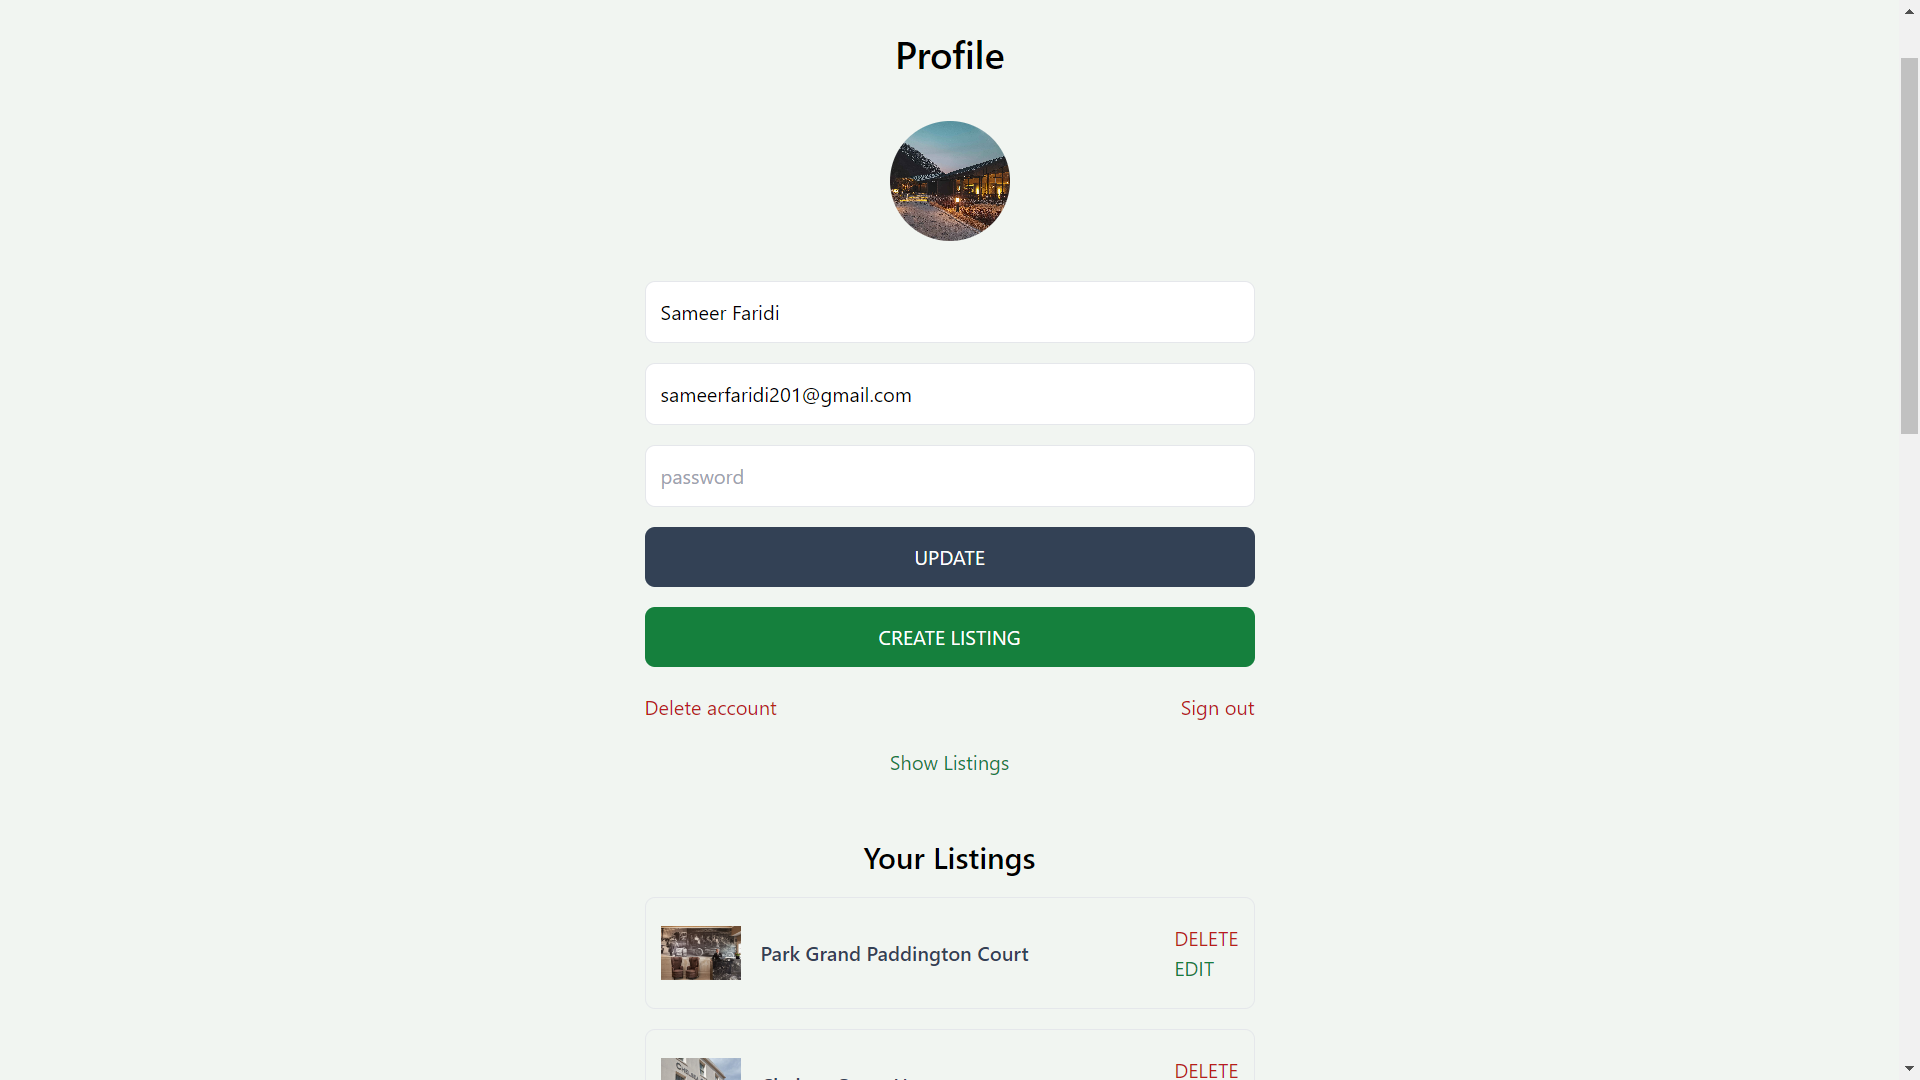 Profile
Sameer Faridi
sameerfaridi201@gmail.com
password
UPDATE
CREATE LISTING
Delete account
Sign out
Show Listings
Your Listings
Park Grand Paddington Court
DELETE
EDIT
DELETE